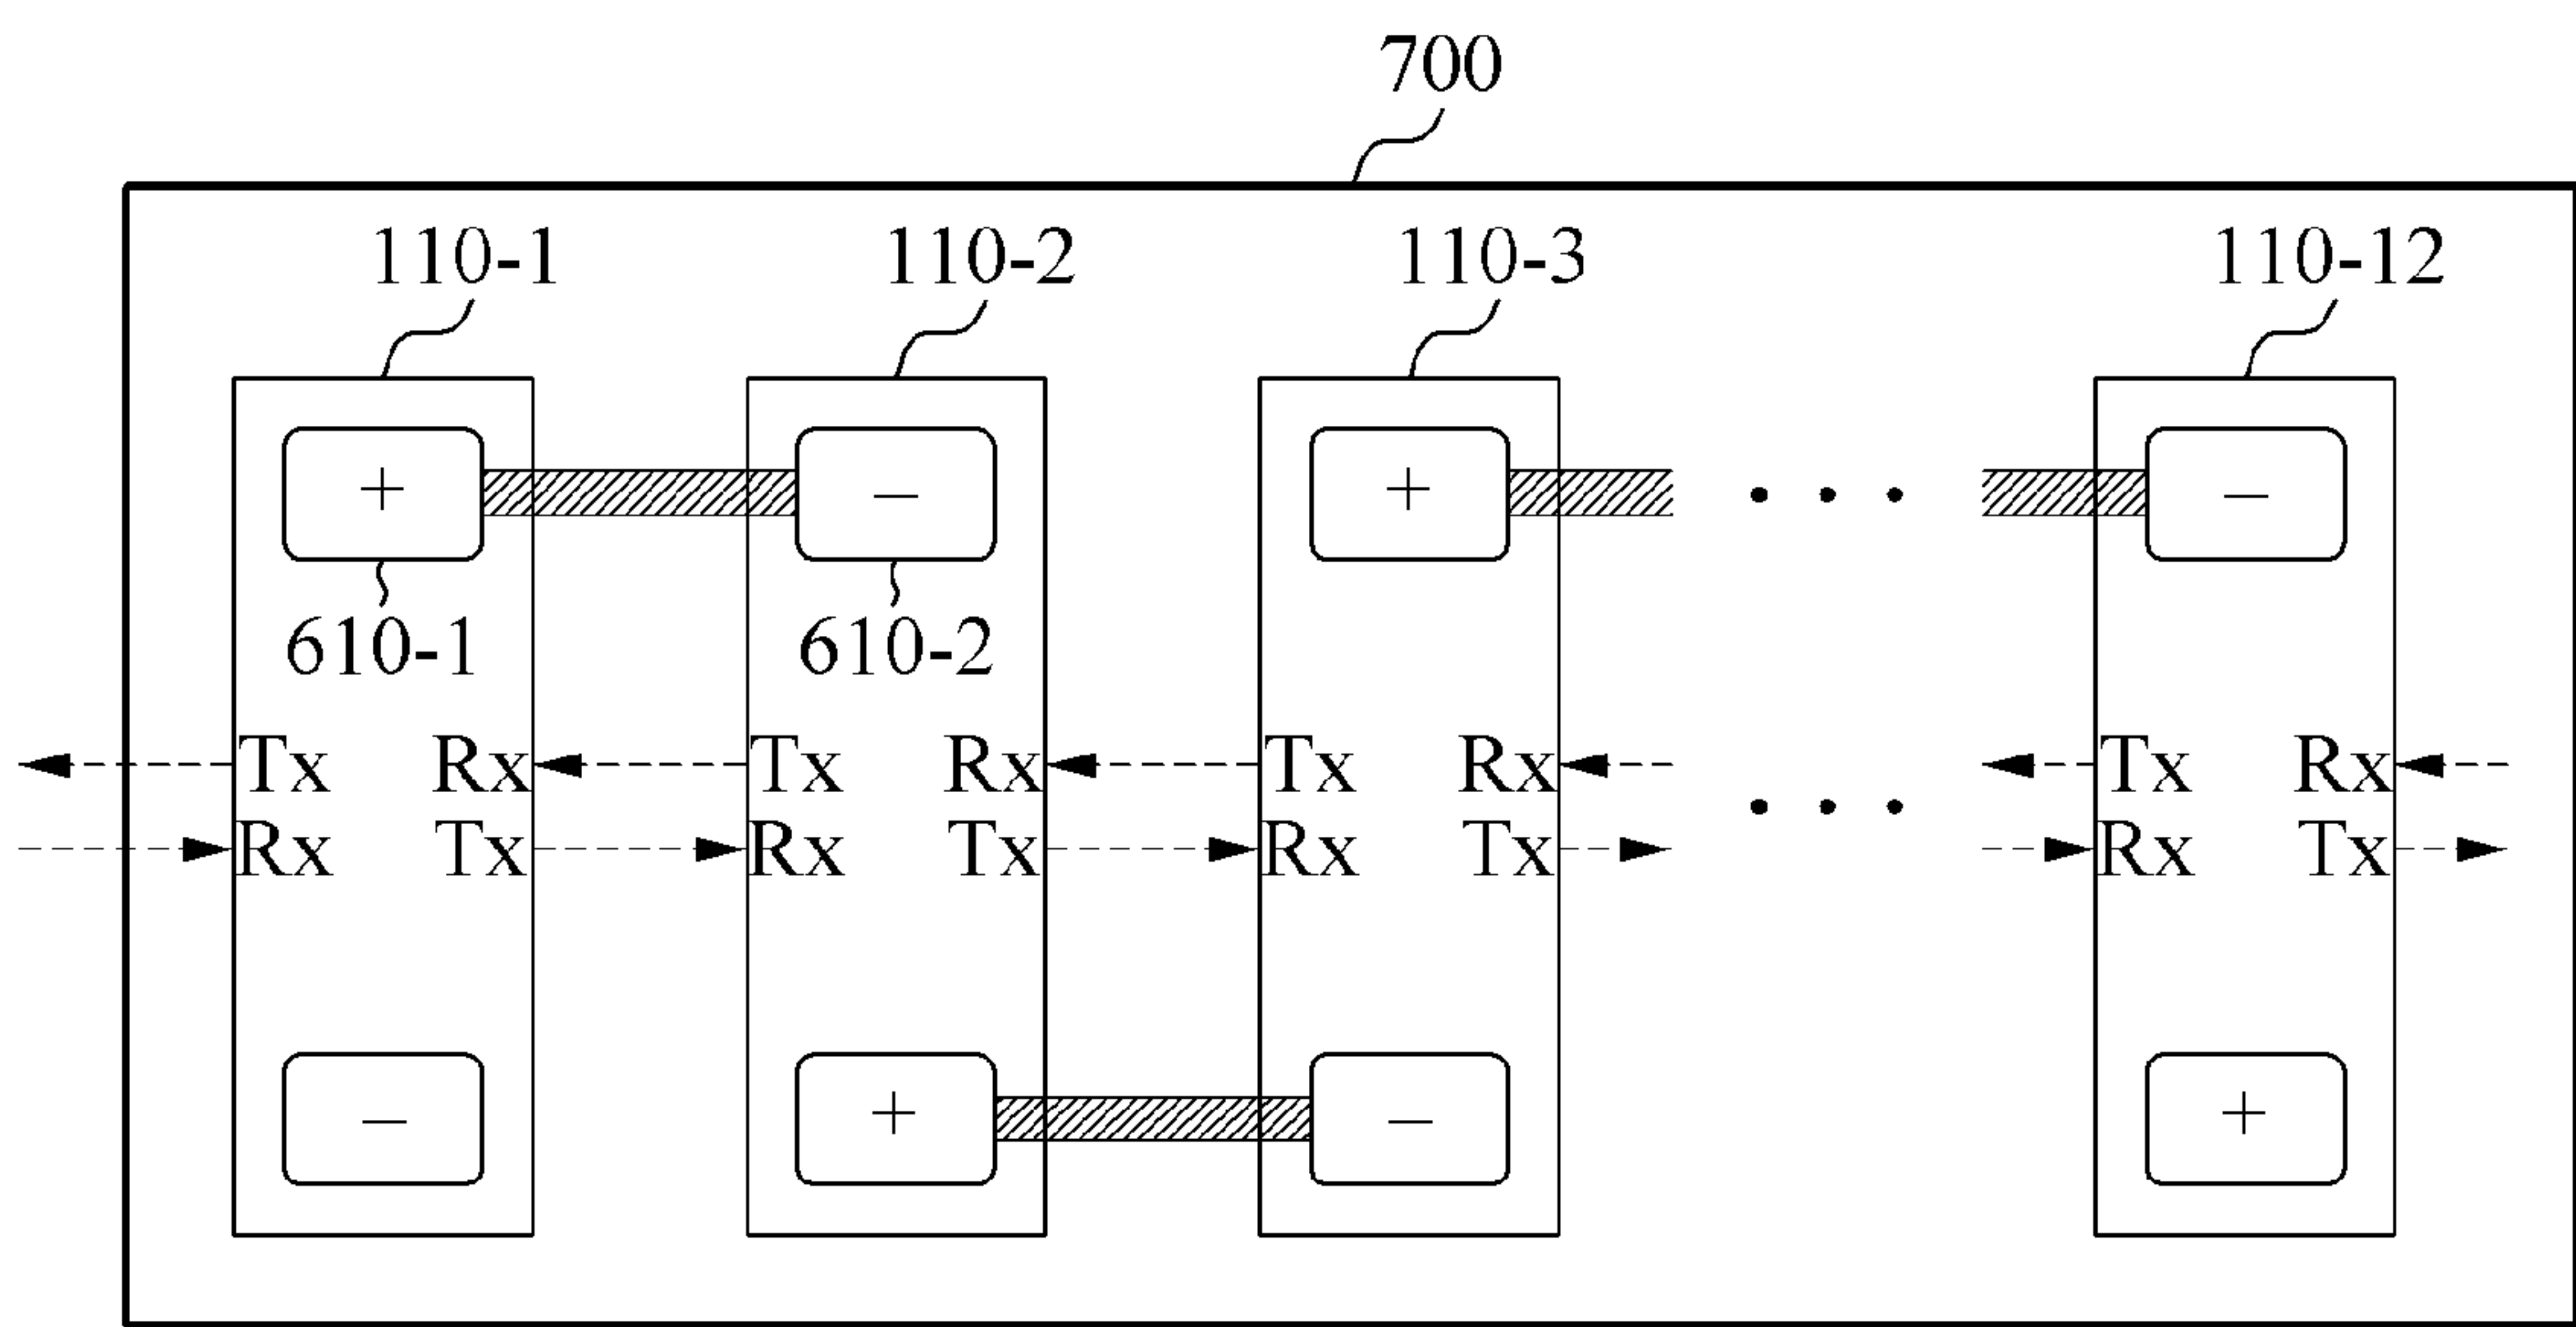 700
110-1 110-2 110-3 110-12
+ − + . . . −
610-1 610-2
Tx Rx Tx Rx Tx Rx Tx Rx
. . .
Rx Tx Rx Tx Rx Tx Rx Tx
− + − +